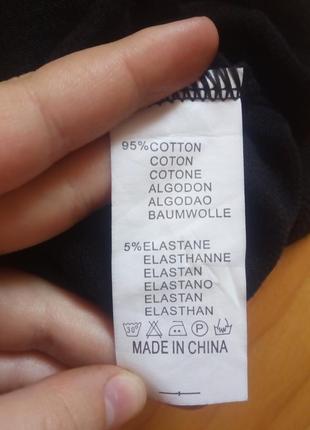 95%COTTON
COTON
COTONE
ALGODON
ALGODAO
BAUMWOLLE
5%ELASTANE
ELASTHANNE
ELASTAN
ELASTANO
ELASTAN
ELASTHAN
30° P
MADE IN CHINA